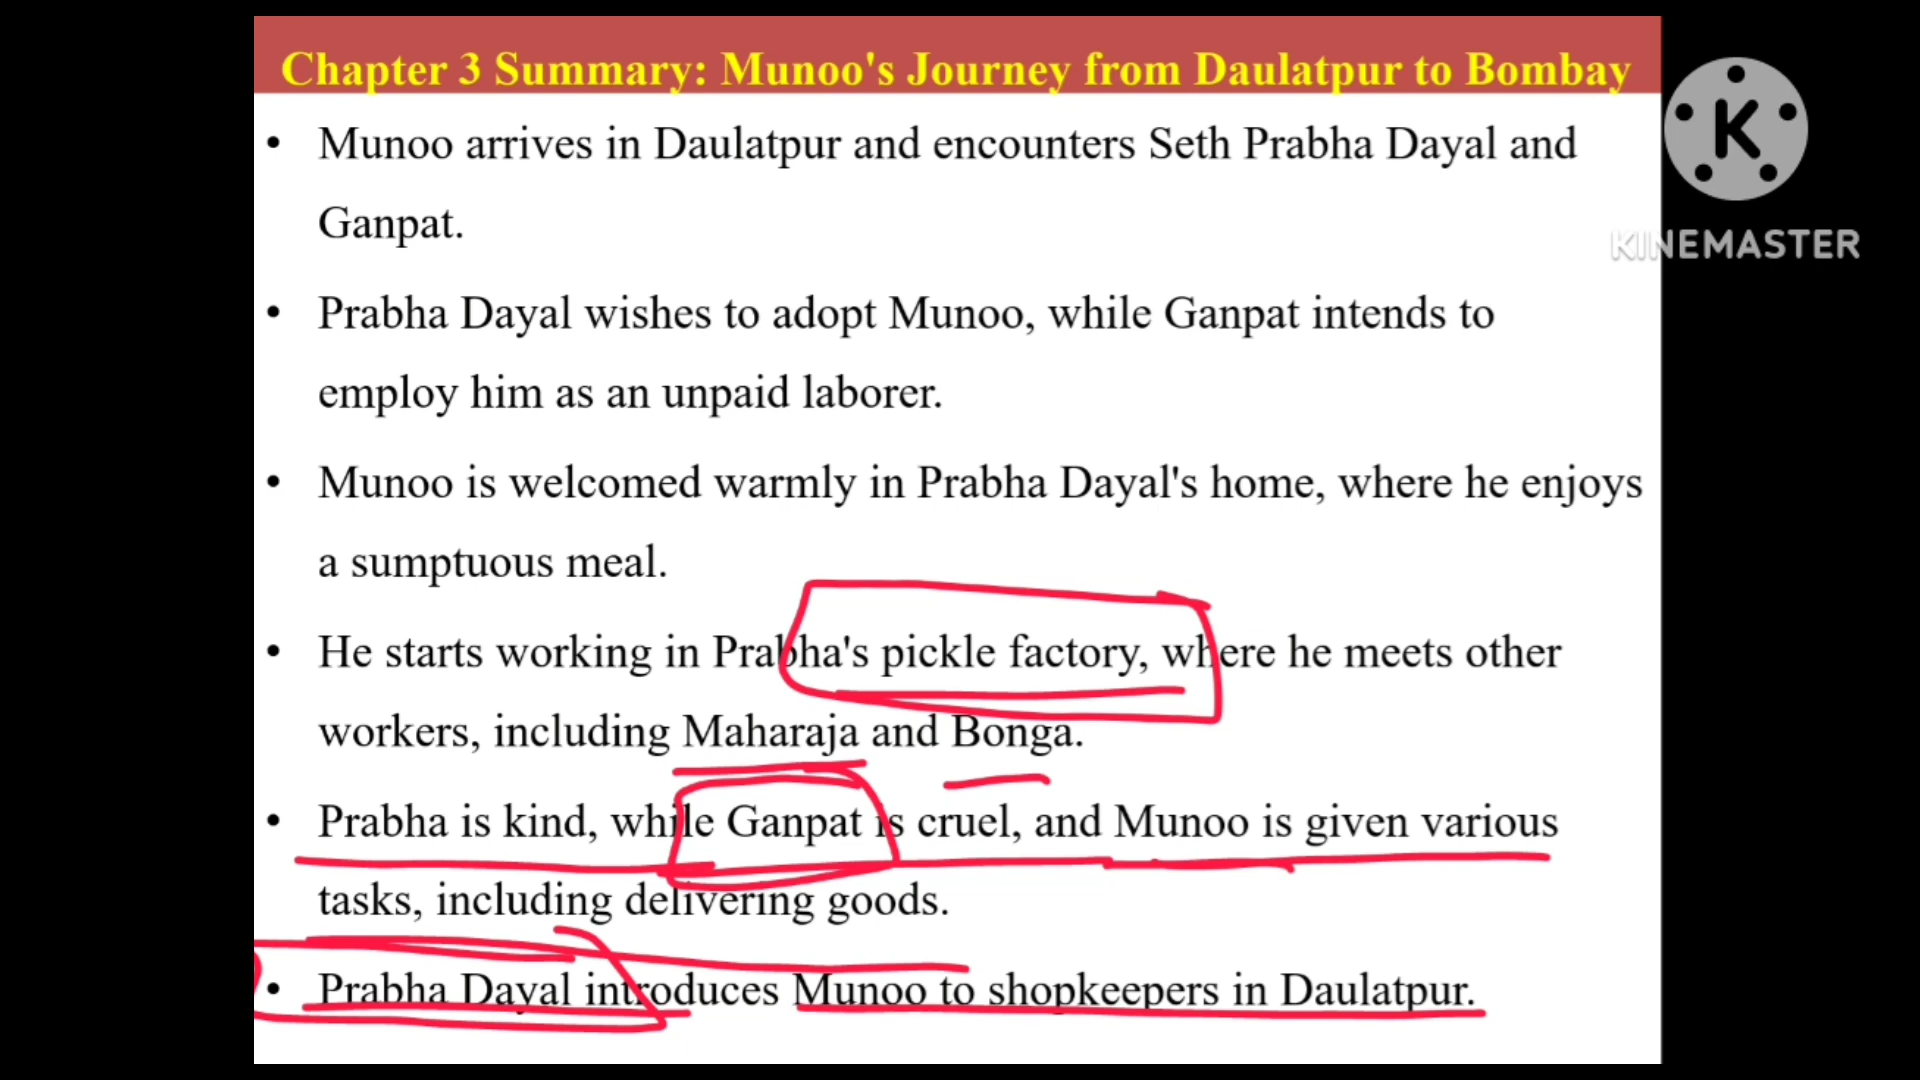 Chapter 3 Summary: Munoo's Journey from Daulatpur to Bombay
• Munoo arrives in Daulatpur and encounters Seth Prabha Dayal and
Ganpat.
• Prabha Dayal wishes to adopt Munoo, while Ganpat intends to
employ him as an unpaid laborer.
• Munoo is welcomed warmly in Prabha Dayal's home, where he enjoys
a sumptuous meal.
• He starts working in Prabha's pickle factory, where he meets other
workers, including Maharaja and Bonga.
• Prabha is kind, while Ganpat is cruel, and Munoo is given various
tasks, including delivering goods.
• Prabha Dayal introduces Munoo to shopkeepers in Daulatpur.
K
KINEMASTER